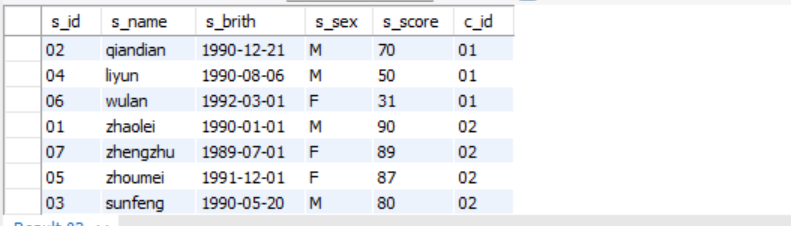 s_id s_name s_brith s_sex s_score c_id
02 qiandian 1990-12-21 M 70 01
04 liyun 1990-08-06 M 50 01
06 wulan 1992-03-01 F 31 01
01 zhaolei 1990-01-01 M 90 02
07 zhengzhu 1989-07-01 F 89 02
05 zhoumei 1991-12-01 F 87 02
03 sunfeng 1990-05-20 M 80 02